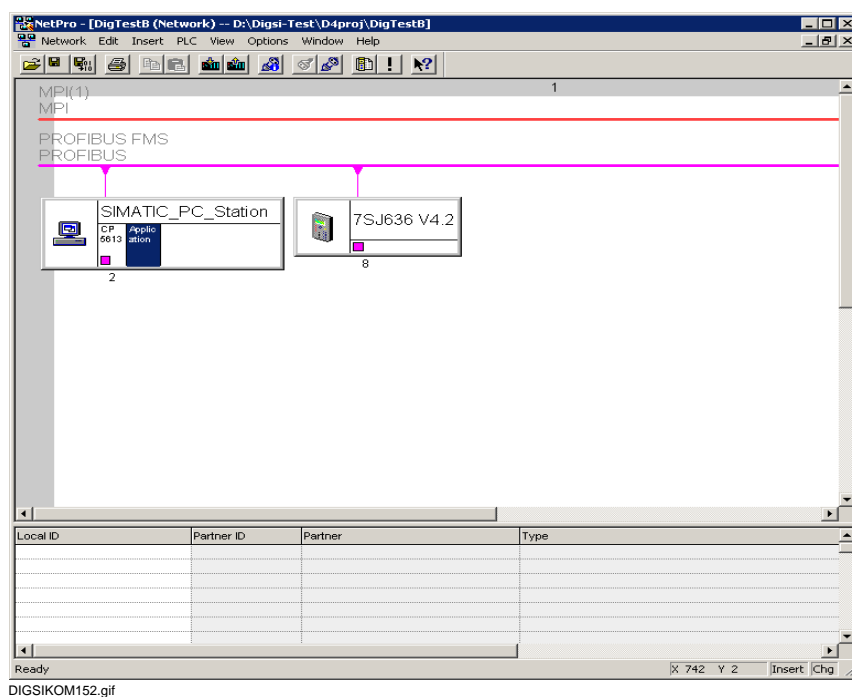 NetPro - [DigTestB (Network) -- D:\Digsi-Test\D4proj\DigTestB]
Network Edit Insert PLC View Options Window Help
1
MPI(1)
MPI
PROFIBUS FMS
PROFIBUS
SIMATIC_PC_Station
CP
5613
Applic
ation
2
7SJ636 V4.2
8
Local ID Partner ID Partner Type
Ready X 742 Y 2 Insert Chg
DIGSIKOM152.gif